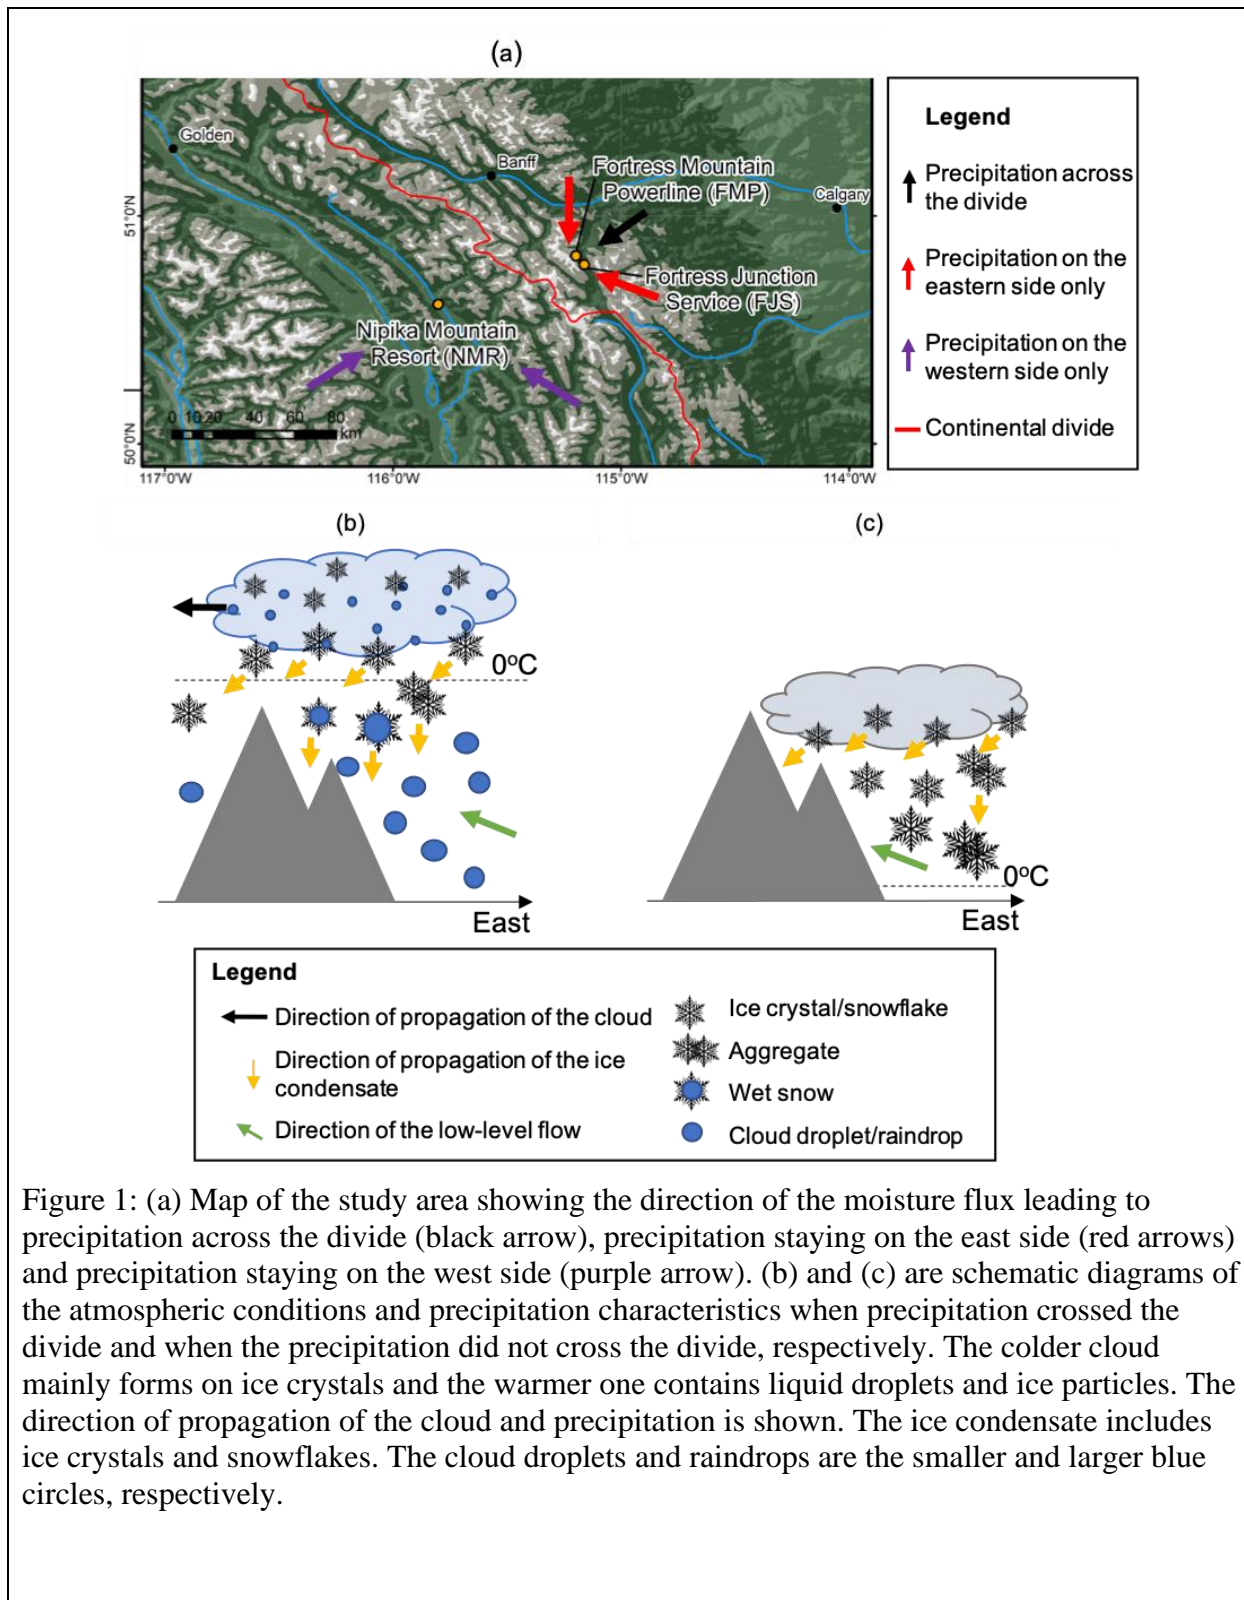 (a)
Golden
Banff
Fortress Mountain
Powerline (FMP)
Calgary
Fortress Junction
Service (FJS)
Nipika Mountain
Resort (NMR)
0 10 20 40 60 80
km
51°0'N
50°0'N
117°0'W 116°0'W 115°0'W 114°0'W
Legend
Precipitation across
the divide
Precipitation on the
eastern side only
Precipitation on the
western side only
Continental divide
(b)
0°C
East
(c)
0°C
East
Legend
Direction of propagation of the cloud
Direction of propagation of the ice
condensate
Direction of the low-level flow
Ice crystal/snowflake
Aggregate
Wet snow
Cloud droplet/raindrop
Figure 1: (a) Map of the study area showing the direction of the moisture flux leading to
precipitation across the divide (black arrow), precipitation staying on the east side (red arrows)
and precipitation staying on the west side (purple arrow). (b) and (c) are schematic diagrams of
the atmospheric conditions and precipitation characteristics when precipitation crossed the
divide and when the precipitation did not cross the divide, respectively. The colder cloud
mainly forms on ice crystals and the warmer one contains liquid droplets and ice particles. The
direction of propagation of the cloud and precipitation is shown. The ice condensate includes
ice crystals and snowflakes. The cloud droplets and raindrops are the smaller and larger blue
circles, respectively.